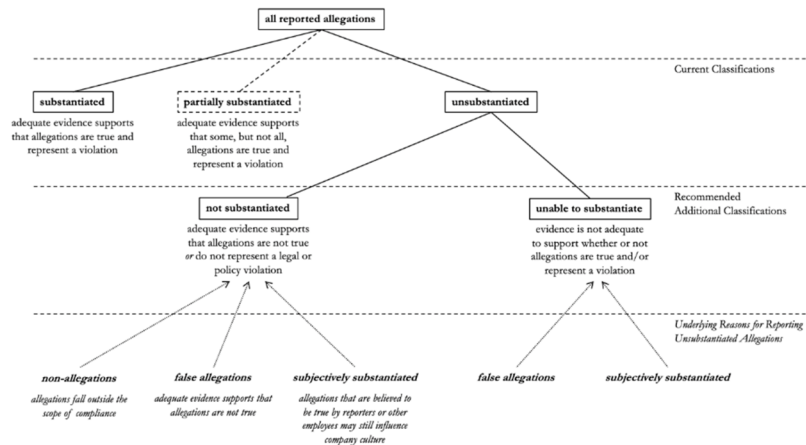 all reported allegations
Current Classifications
substantiated
adequate evidence supports
that allegations are true and
represent a violation
partially substantiated
adequate evidence supports
that some, but not all,
allegations are true and
represent a violation
unsubstantiated
Recommended
Additional Classifications
not substantiated
adequate evidence supports
that allegations are not true
or do not represent a legal or
policy violation
unable to substantiate
evidence is not adequate
to support whether or not
allegations are true and/or
represent a violation
Underlying Reasons for Reporting
Unsubstantiated Allegations
non-allegations
allegations fall outside the
scope of compliance
false allegations
adequate evidence supports that
allegations are not true
subjectively substantiated
allegations that are believed to
be true by reporters or other
employees may still influence
company culture
false allegations
subjectively substantiated